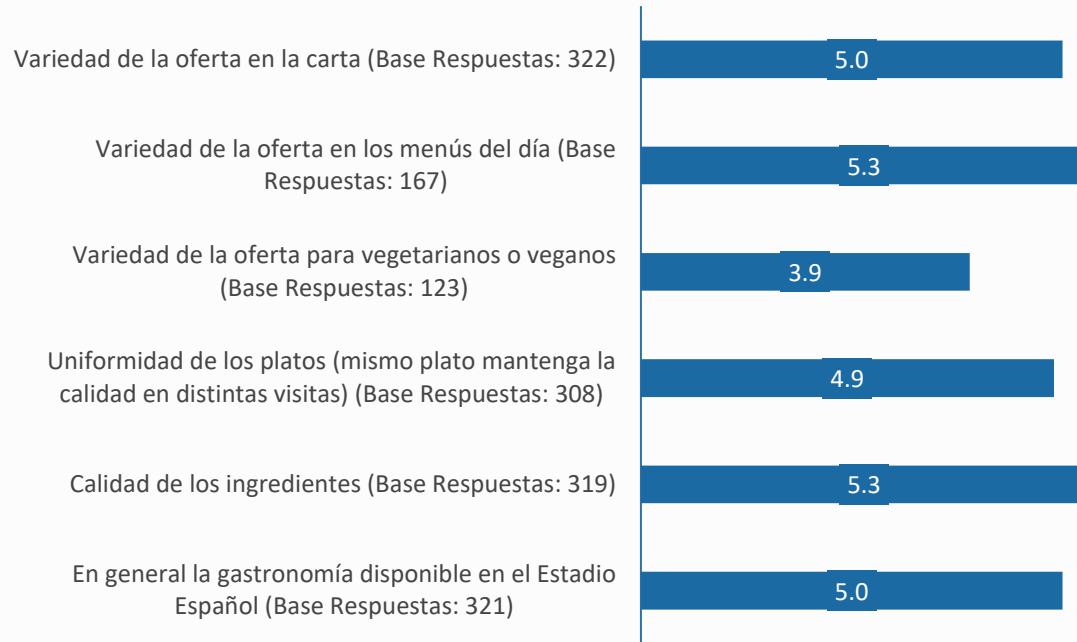 Variedad de la oferta en la carta (Base Respuestas: 322)
5.0
Variedad de la oferta en los menús del día (Base
Respuestas: 167)
5.3
Variedad de la oferta para vegetarianos o veganos
(Base Respuestas: 123)
3.9
Uniformidad de los platos (mismo plato mantenga la
calidad en distintas visitas) (Base Respuestas: 308)
4.9
Calidad de los ingredientes (Base Respuestas: 319)
5.3
En general la gastronomía disponible en el Estadio
Español (Base Respuestas: 321)
5.0